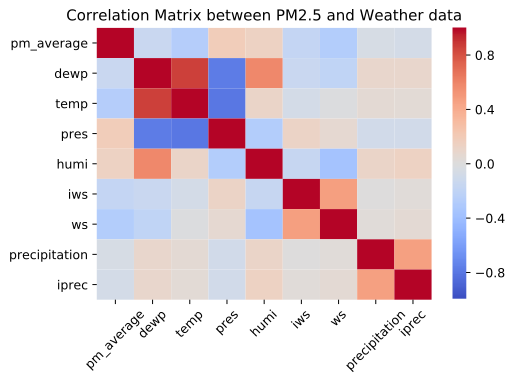 Correlation Matrix between PM2.5 and Weather data
pm_average
dewp
temp
pres
humi
iws
ws
precipitation
iprec
pm_average
dewp
temp
pres
humi
iws
ws
precipitation
iprec
0.8
0.4
0.0
−0.4
−0.8